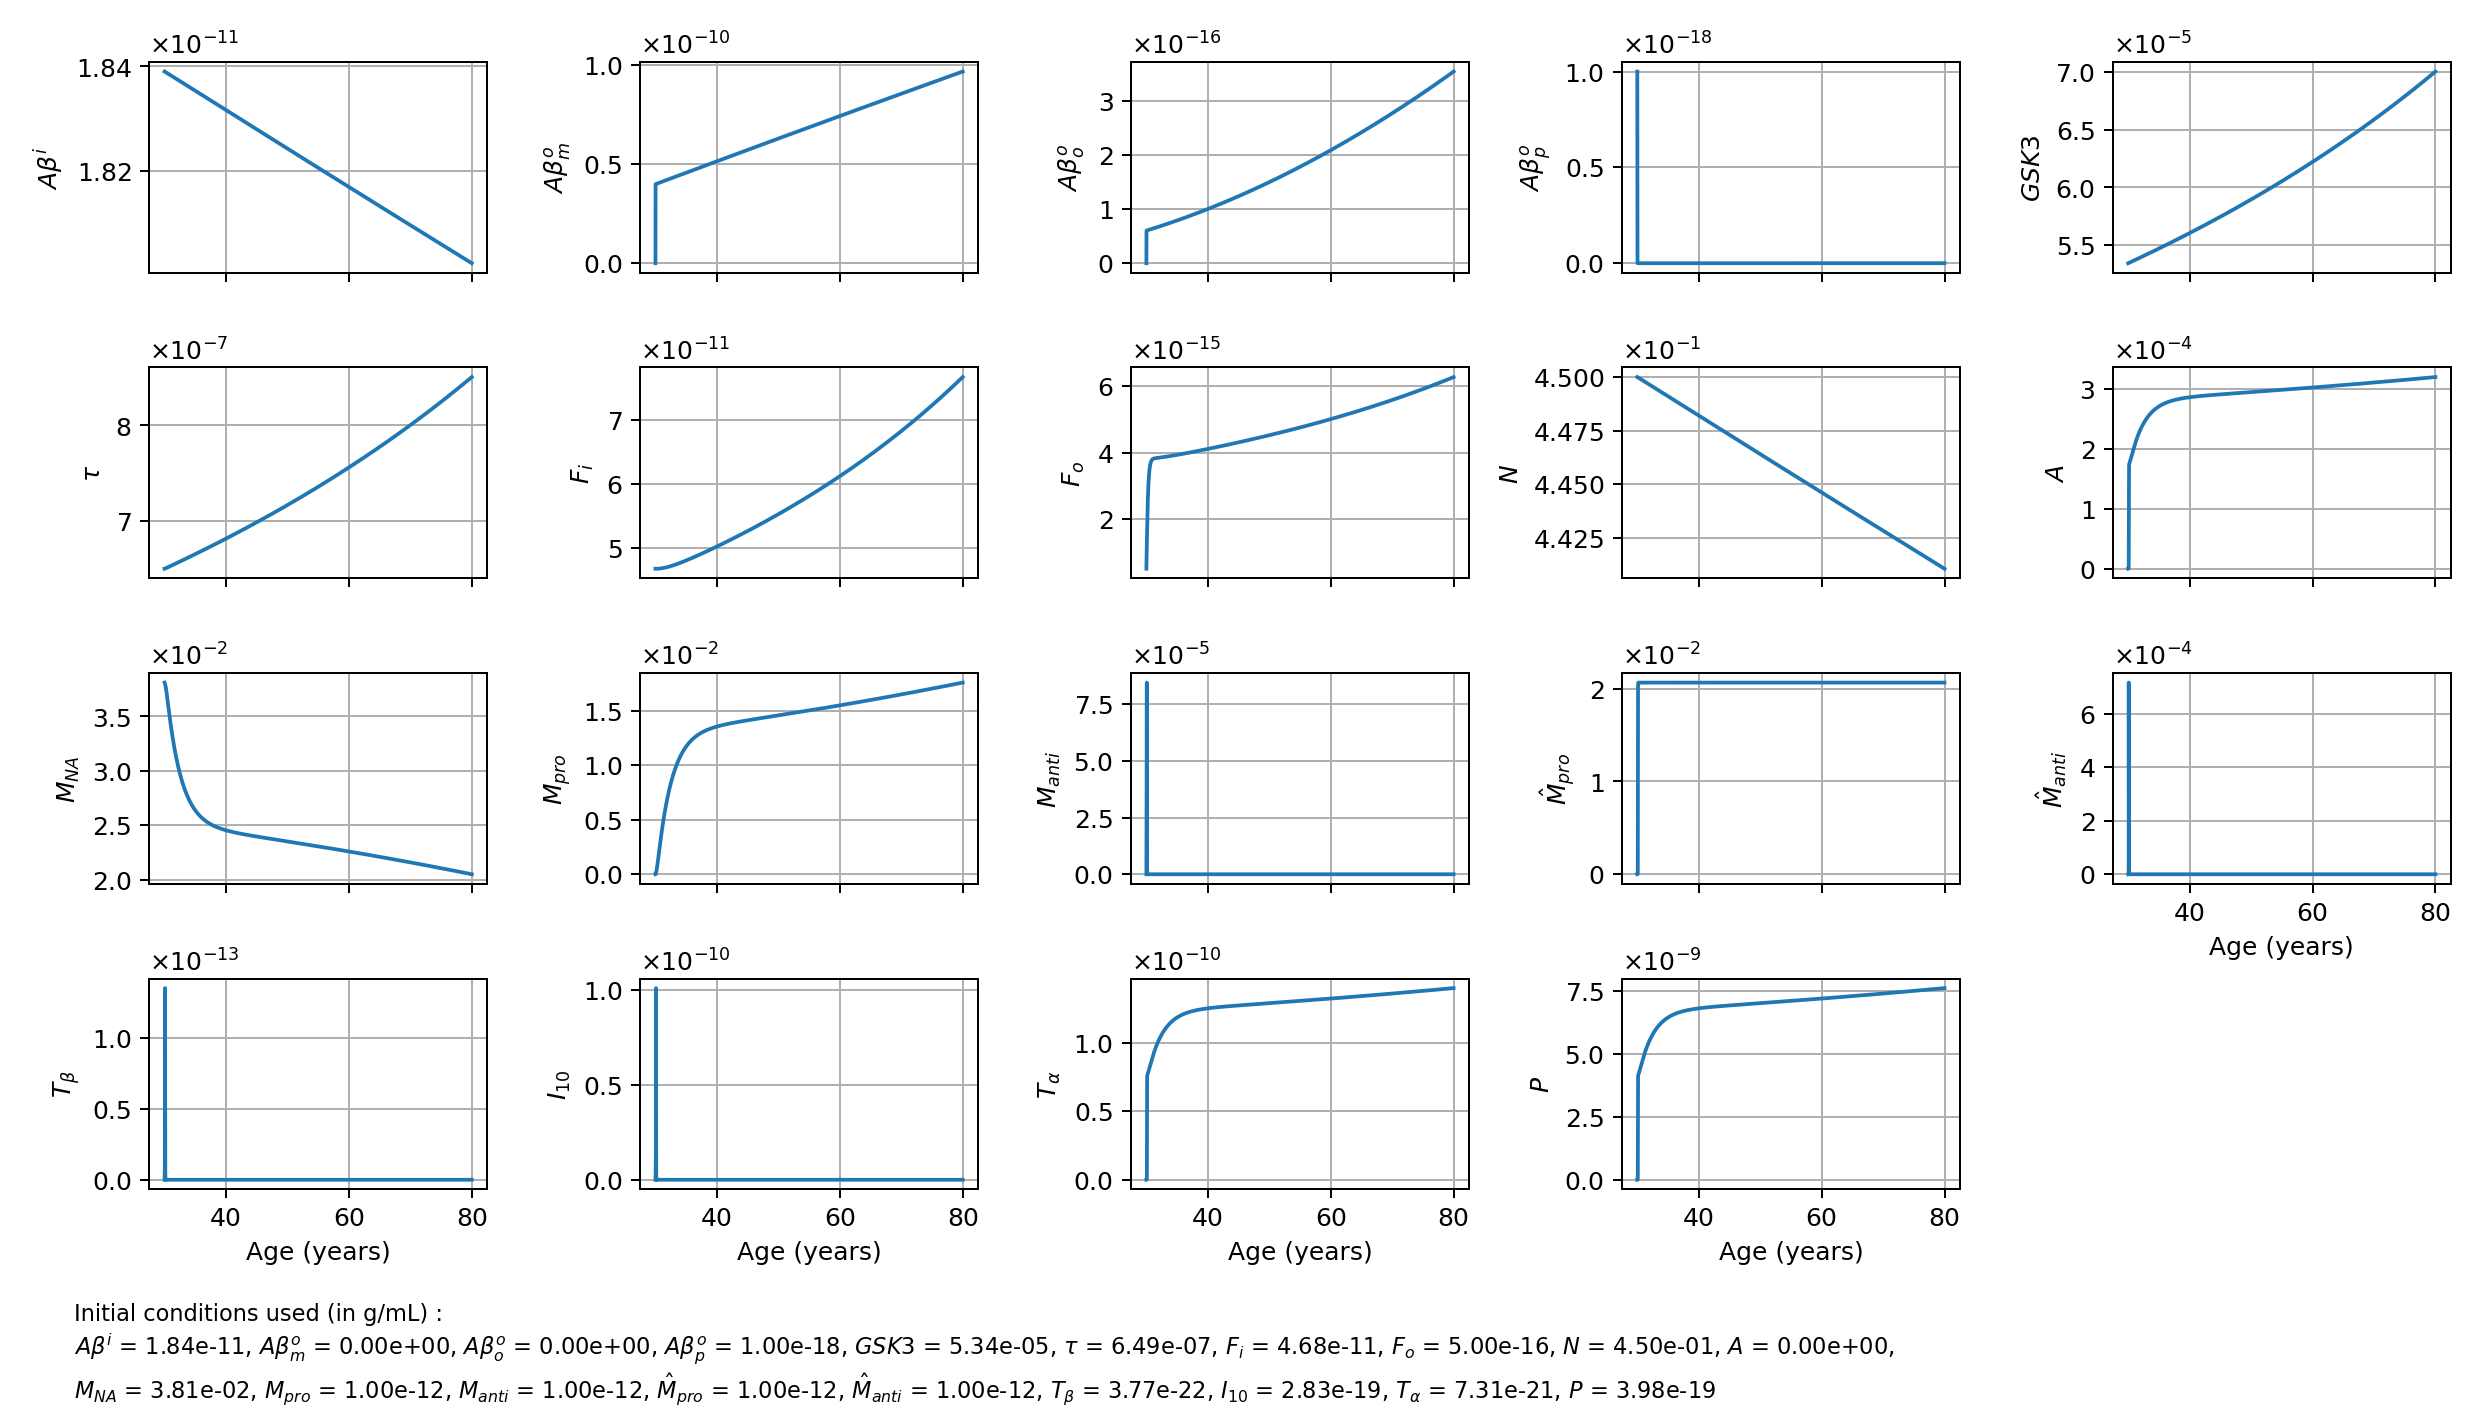 ×10⁻¹¹ ×10⁻¹⁰ ×10⁻¹⁶ ×10⁻¹⁸ ×10⁻⁵
1.84 1.0 3 1.0 7.0
1.82 0.5 2 0.5 6.5
0.0 1 0.0 6.0
0 5.5
Aβⁱ Aβₘᵒ Aβₒᵒ Aβₚᵒ GSK3
×10⁻⁷ ×10⁻¹¹ ×10⁻¹⁵ ×10⁻¹ ×10⁻⁴
8 7 6 4.500 3
7 6 4 4.475 2
5 2 4.450 1
4.425 0
τ Fᵢ Fₒ N A
×10⁻² ×10⁻² ×10⁻⁵ ×10⁻² ×10⁻⁴
3.5 1.5 7.5 2 6
3.0 1.0 5.0 1 4
2.5 0.5 2.5 0 2
2.0 0.0 0.0 0
M_NA M_pro M_anti M̂_pro M̂_anti
40 60 80
Age (years)
×10⁻¹³ ×10⁻¹⁰ ×10⁻¹⁰ ×10⁻⁹
1.0 1.0 1.0 7.5
0.5 0.5 0.5 5.0
0.0 0.0 0.0 2.5
0.0
T_β I₁₀ T_α P
40 60 80 40 60 80 40 60 80 40 60 80
Age (years) Age (years) Age (years) Age (years)
Initial conditions used (in g/mL) :
Aβⁱ = 1.84e-11, Aβₘᵒ = 0.00e+00, Aβₒᵒ = 0.00e+00, Aβₚᵒ = 1.00e-18, GSK3 = 5.34e-05, τ = 6.49e-07, Fᵢ = 4.68e-11, Fₒ = 5.00e-16, N = 4.50e-01, A = 0.00e+00,
M_NA = 3.81e-02, M_pro = 1.00e-12, M_anti = 1.00e-12, M̂_pro = 1.00e-12, M̂_anti = 1.00e-12, T_β = 3.77e-22, I₁₀ = 2.83e-19, T_α = 7.31e-21, P = 3.98e-19